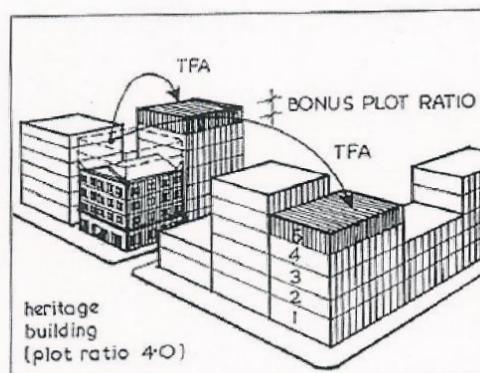 TFA
BONUS PLOT RATIO
TFA
5
4
3
2
1
heritage
building
(plot ratio 4·0)